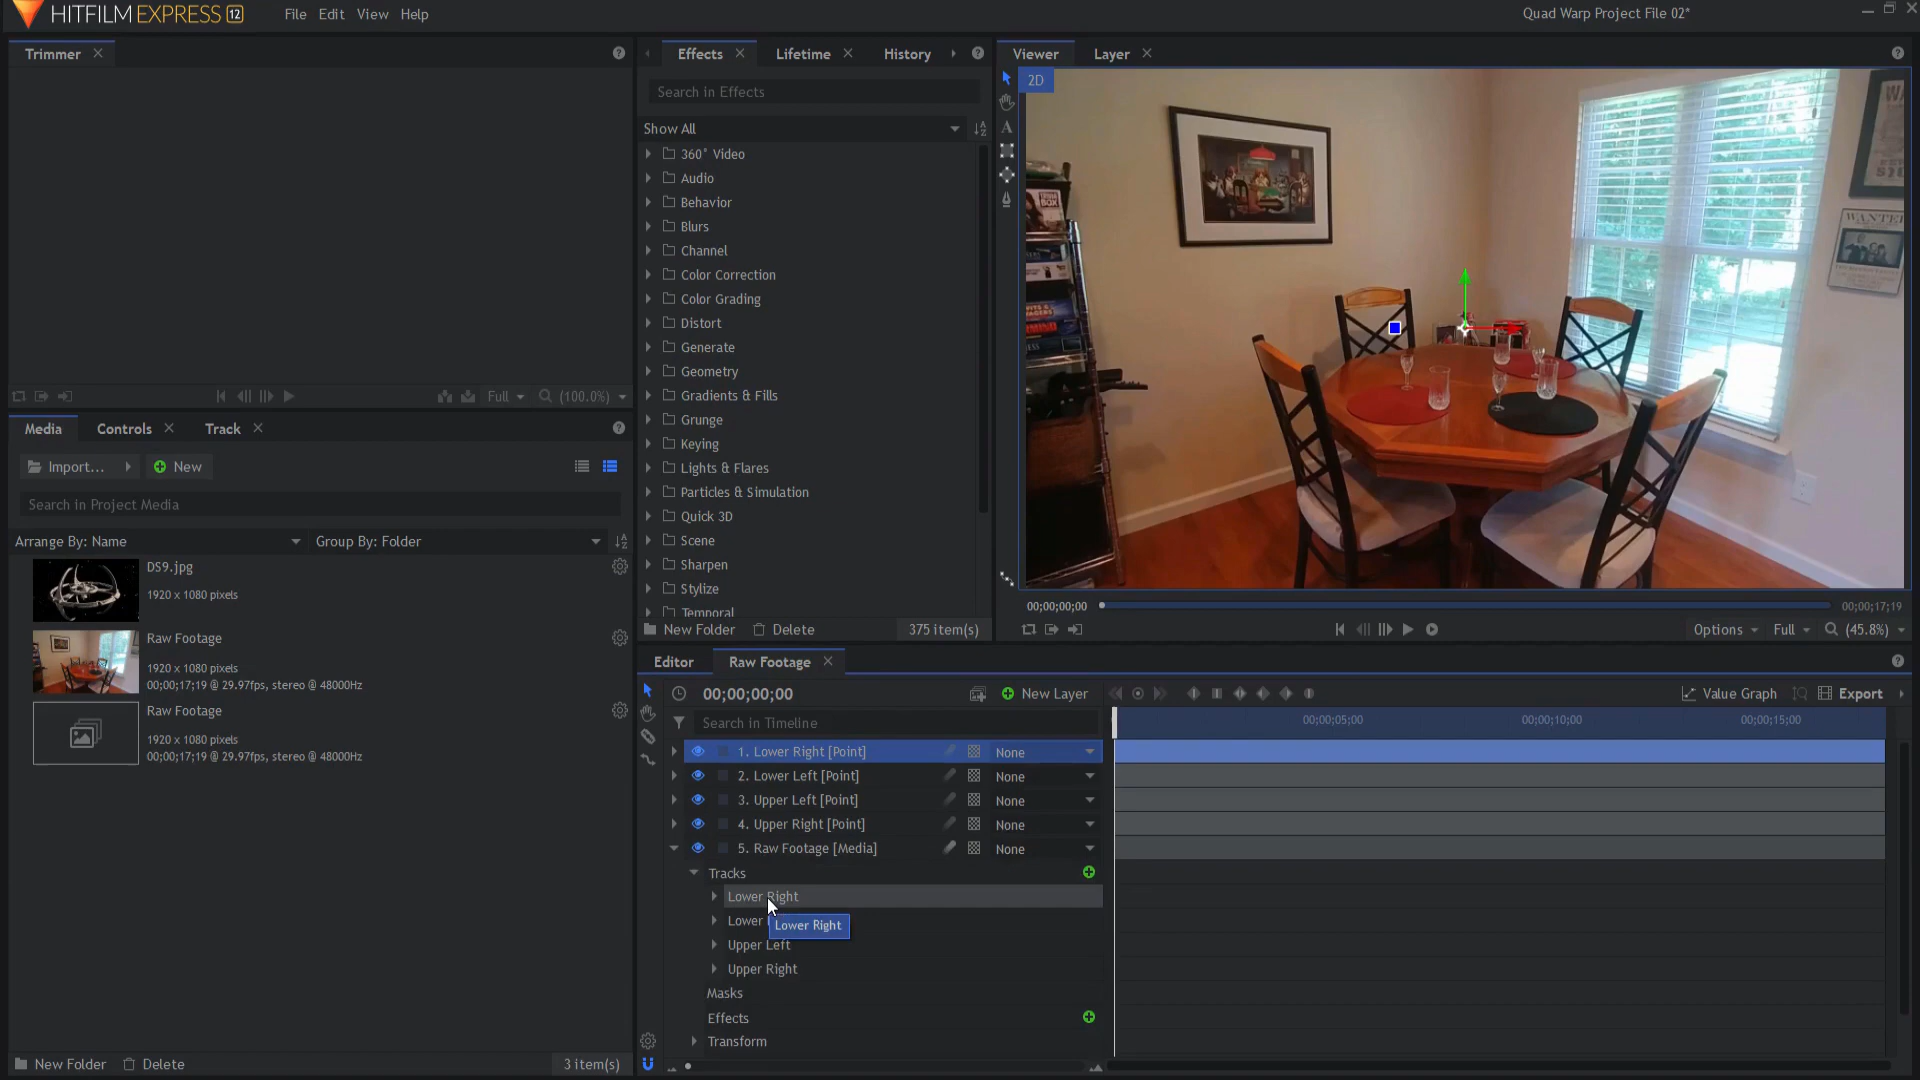 HITFILM EXPRESS 12
File Edit View Help
Quad Warp Project File 02*
Trimmer
Effects
Lifetime
History
Viewer
Layer
2D
Search in Effects
Show All
360° Video
Audio
Behavior
Blurs
Channel
Color Correction
Color Grading
Distort
Generate
Geometry
Gradients & Fills
Grunge
Keying
Lights & Flares
Particles & Simulation
Quick 3D
Scene
Sharpen
Stylize
Temporal
New Folder
Delete
375 item(s)
Full
(100.0%)
Media
Controls
Track
Import...
New
Search in Project Media
Arrange By: Name
Group By: Folder
DS9.jpg
1920 x 1080 pixels
Raw Footage
1920 x 1080 pixels
00;00;17;19 @ 29.97fps, stereo @ 48000Hz
Raw Footage
1920 x 1080 pixels
00;00;17;19 @ 29.97fps, stereo @ 48000Hz
New Folder
Delete
3 item(s)
WANTED
00;00;00;00
00;00;17;19
Options
Full
(45.8%)
Editor
Raw Footage
00;00;00;00
New Layer
Value Graph
Export
Search in Timeline
00;00;05;00
00;00;10;00
00;00;15;00
1. Lower Right [Point] None
2. Lower Left [Point] None
3. Upper Left [Point] None
4. Upper Right [Point] None
5. Raw Footage [Media] None
Tracks
Lower Right
Lower
Lower Right
Upper Left
Upper Right
Masks
Effects
Transform